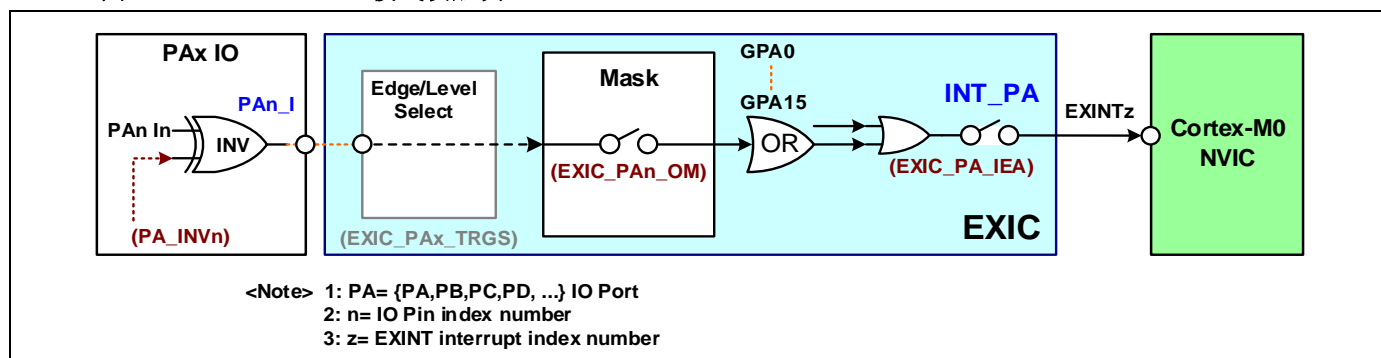 PAx IO
PAn_I
PAn In
INV
(PA_INVn)
Edge/Level
Select
(EXIC_PAx_TRGS)
Mask
(EXIC_PAn_OM)
GPA0
GPA15
OR
INT_PA
(EXIC_PA_IEA)
EXIC
EXINTz
Cortex-M0
NVIC
<Note> 1: PA= {PA,PB,PC,PD, ...} IO Port
2: n= IO Pin index number
3: z= EXINT interrupt index number